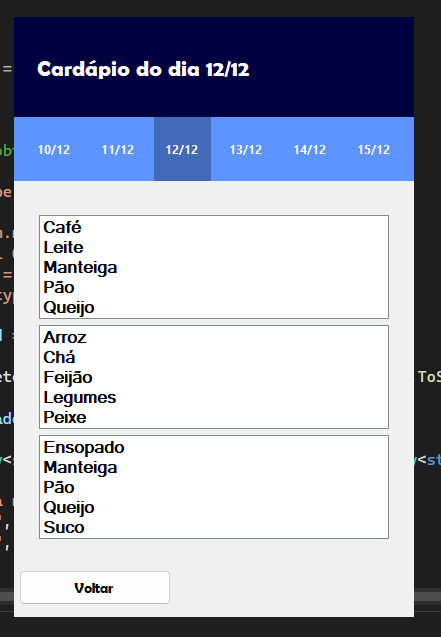 Cardápio do dia 12/12
10/12 11/12 12/12 13/12 14/12 15/12
Café
Leite
Manteiga
Pão
Queijo
Arroz
Chá
Feijão
Legumes
Peixe
Ensopado
Manteiga
Pão
Queijo
Suco
Voltar